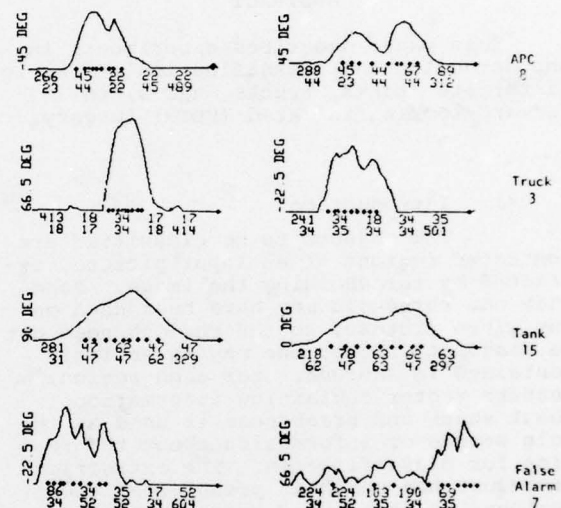 -45 DEG
266 45 22 22 22
23 44 22 45 489
45 DEG
288 45 44 67 89
44 23 44 44 312
APC
66.5 DEG
413 18 34 17 17
18 17 34 18 414
-22.5 DEG
241 34 18 34 35
34 35 34 34 501
Truck
3
90 DEG
281 47 62 47 47
31 47 62 329
0 DEG
218 78 63 62 63
62 47 63 47 297
Tank
15
-22.5 DEG
86 34 35 17 52
34 52 52 34 604
66.5 DEG
224 224 103 190 69
34 52 35 34 35
False
Alarm
7